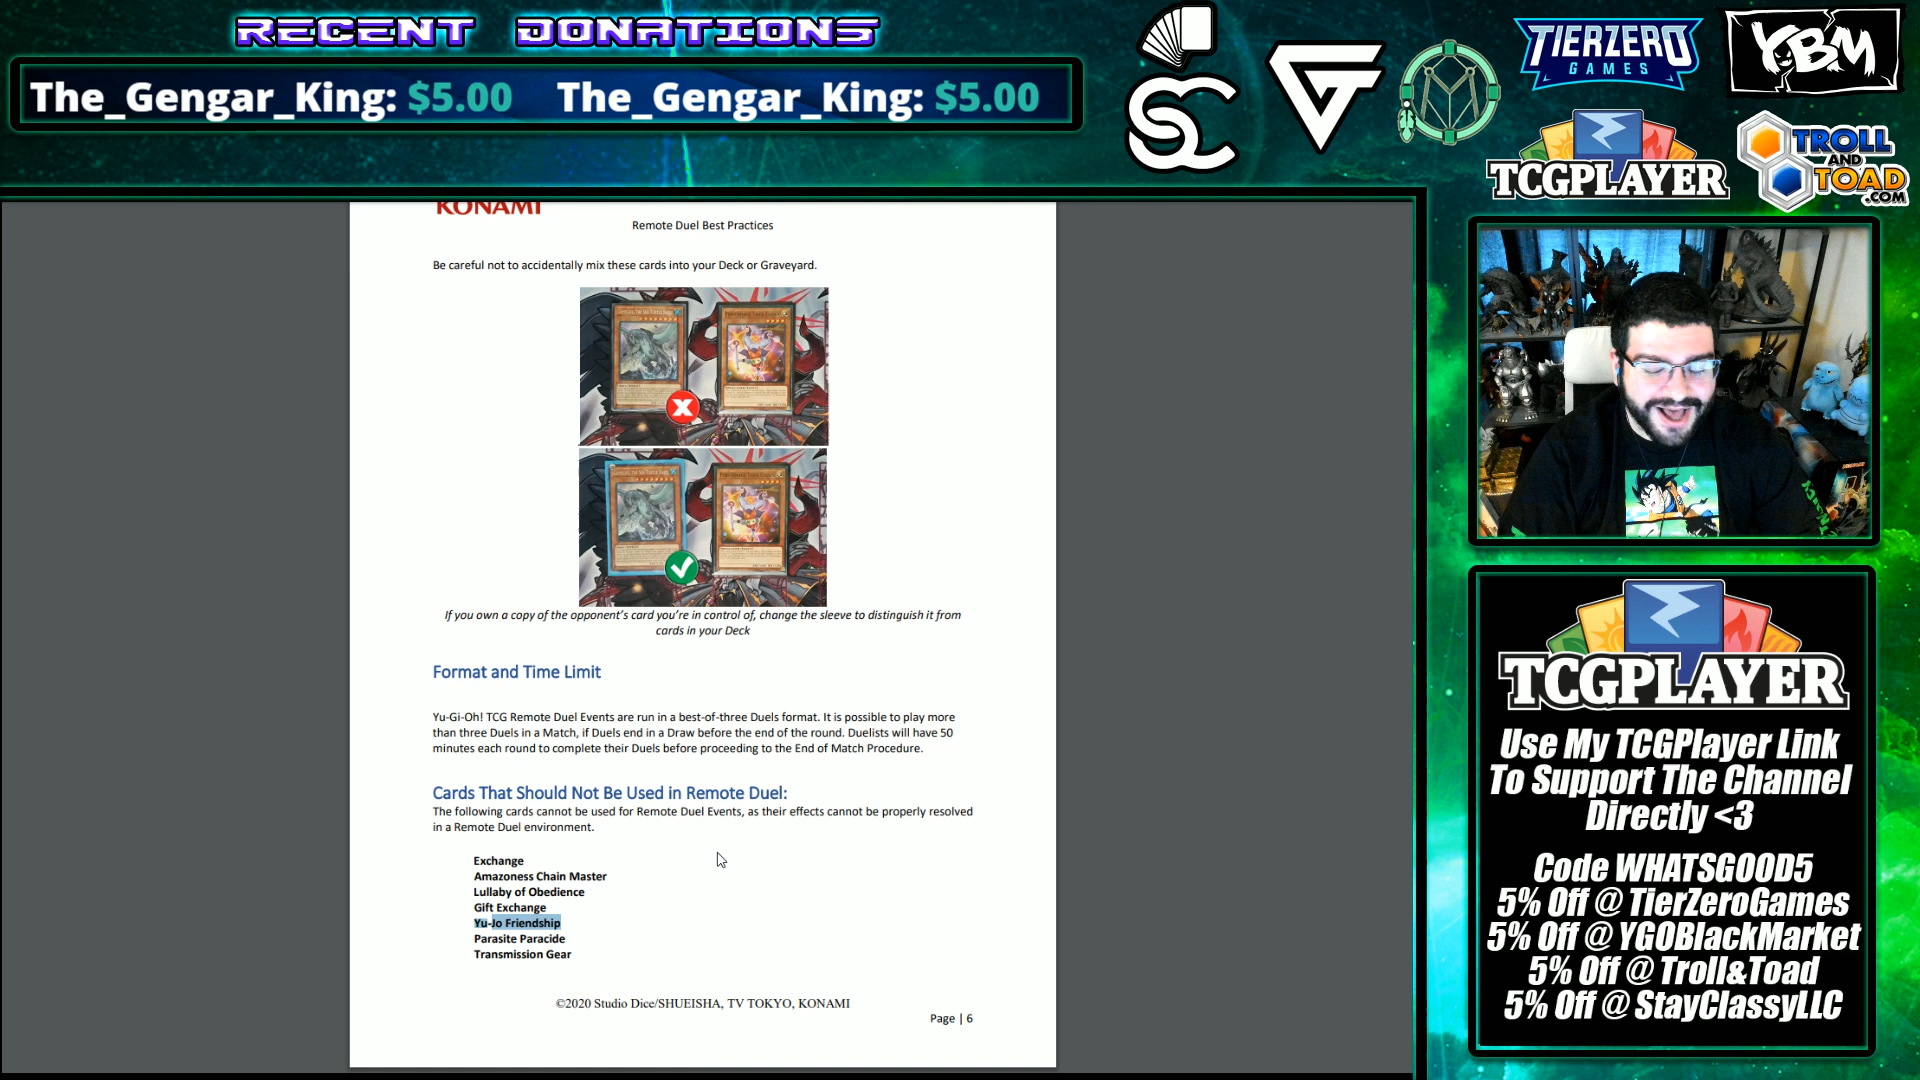 RECENT DONATIONS
The_Gengar_King: $5.00 The_Gengar_King: $5.00
SC
TIERZERO
GAMES
YBM
TCGPLAYER
TROLL
AND
TOAD
.COM
KONAMI
Remote Duel Best Practices
Be careful not to accidentally mix these cards into your Deck or Graveyard.
If you own a copy of the opponent's card you're in control of, change the sleeve to distinguish it from
cards in your Deck
Format and Time Limit
Yu-Gi-Oh! TCG Remote Duel Events are run in a best-of-three Duels format. It is possible to play more
than three Duels in a Match, if Duels end in a Draw before the end of the round. Duelists will have 50
minutes each round to complete their Duels before proceeding to the End of Match Procedure.
Cards That Should Not Be Used in Remote Duel:
The following cards cannot be used for Remote Duel Events, as their effects cannot be properly resolved
in a Remote Duel environment.
Exchange
Amazoness Chain Master
Lullaby of Obedience
Gift Exchange
Yu-Jo Friendship
Parasite Paracide
Transmission Gear
©2020 Studio Dice/SHUEISHA, TV TOKYO, KONAMI
Page | 6
TCGPLAYER
Use My TCGPlayer Link
To Support The Channel
Directly <3
Code WHATSGOOD5
5% Off @ TierZeroGames
5% Off @ YGOBlackMarket
5% Off @ Troll&Toad
5% Off @ StayClassyLLC